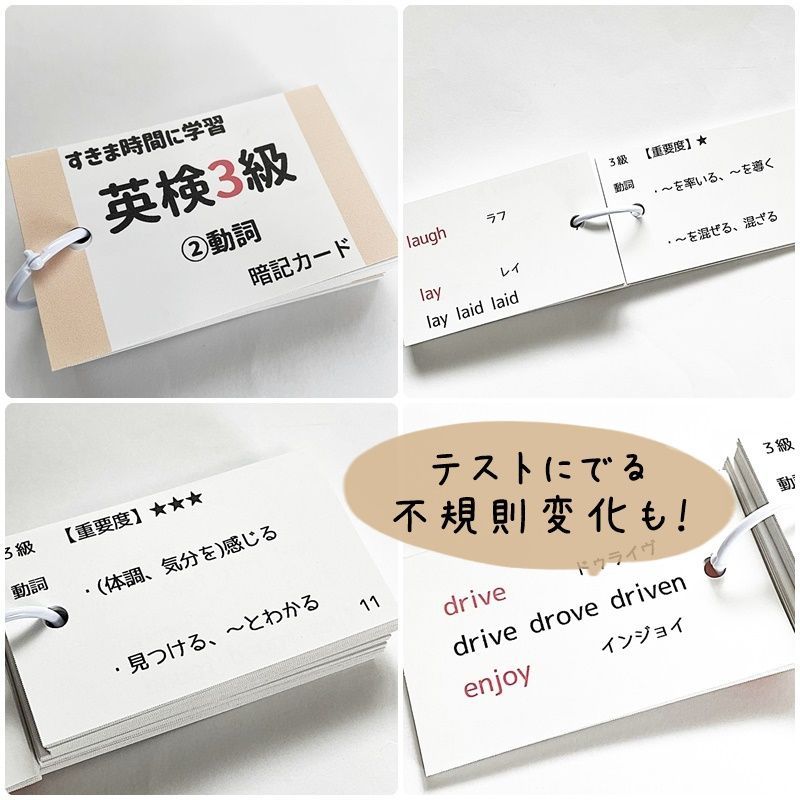 すきま時間に学習
英検3級
②動詞
暗記カード
laugh ラフ
lay レイ
lay laid laid
3級 【重要度】★
動詞 ・～を率いる、～を導く
・～を混ぜる、混ざる
3級 【重要度】★★★
動詞 ・(体調、気分を)感じる
・見つける、～とわかる
11
テストにでる
不規則変化も!
3級
動詞
drive ドゥライヴ
drive drove driven
enjoy インジョイ